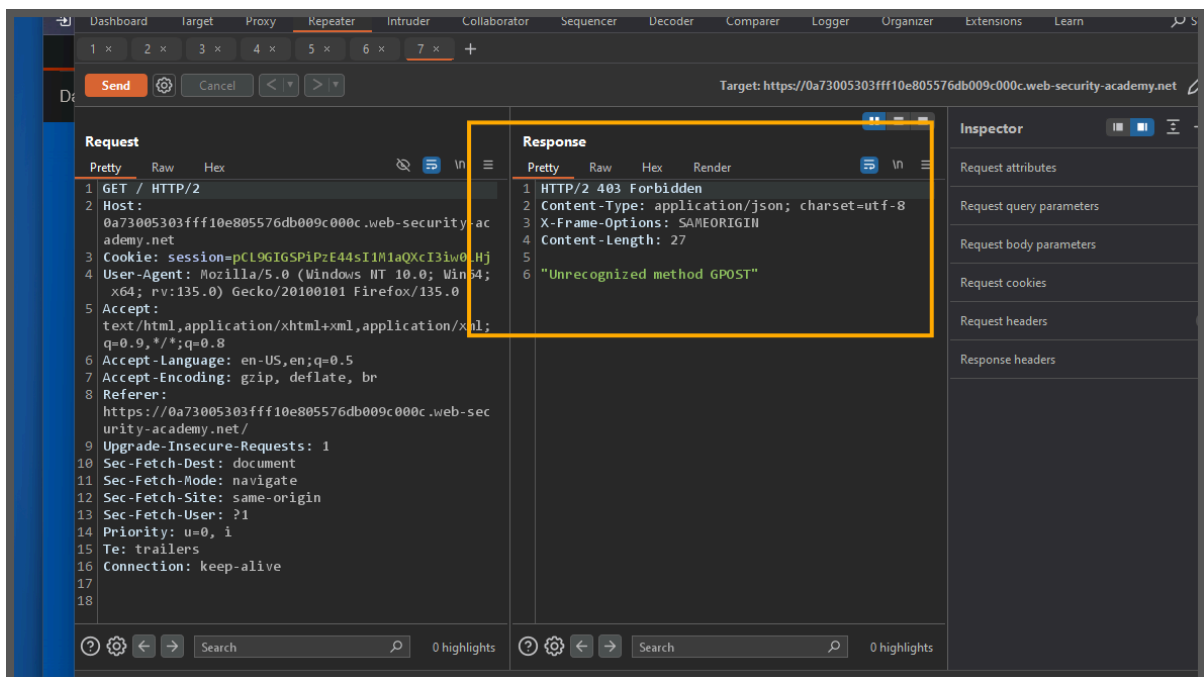 Dashboard Target Proxy Repeater Intruder Collaborator Sequencer Decoder Comparer Logger Organizer Extensions Learn
1 × 2 × 3 × 4 × 5 × 6 × 7 × +
Send Cancel < > Target: https://0a73005303fff10e805576db009c000c.web-security-academy.net
Request
Pretty Raw Hex \n
1 GET / HTTP/2
2 Host:
0a73005303fff10e805576db009c000c.web-security-ac
ademy.net
3 Cookie:
4 User-Agent: Mozilla/5.0 (Windows NT 10.0; Win64;
x64; rv:135.0) Gecko/20100101 Firefox/135.0
5 Accept:
text/html,application/xhtml+xml,application/xml;
q=0.9,*/*;q=0.8
6 Accept-Language: en-US,en;q=0.5
7 Accept-Encoding: gzip, deflate, br
8 Referer:
https://0a73005303fff10e805576db009c000c.web-sec
urity-academy.net/
9 Upgrade-Insecure-Requests: 1
10 Sec-Fetch-Dest: document
11 Sec-Fetch-Mode: navigate
12 Sec-Fetch-Site: same-origin
13 Sec-Fetch-User: ?1
14 Priority: u=0, i
15 Te: trailers
16 Connection: keep-alive
17
18
Search 0 highlights
Response
Pretty Raw Hex Render \n
1 HTTP/2 403 Forbidden
2 Content-Type: application/json; charset=utf-8
3 X-Frame-Options: SAMEORIGIN
4 Content-Length: 27
5
6 "Unrecognized method GPOST"
Search 0 highlights
Inspector
Request attributes
Request query parameters
Request body parameters
Request cookies
Request headers
Response headers